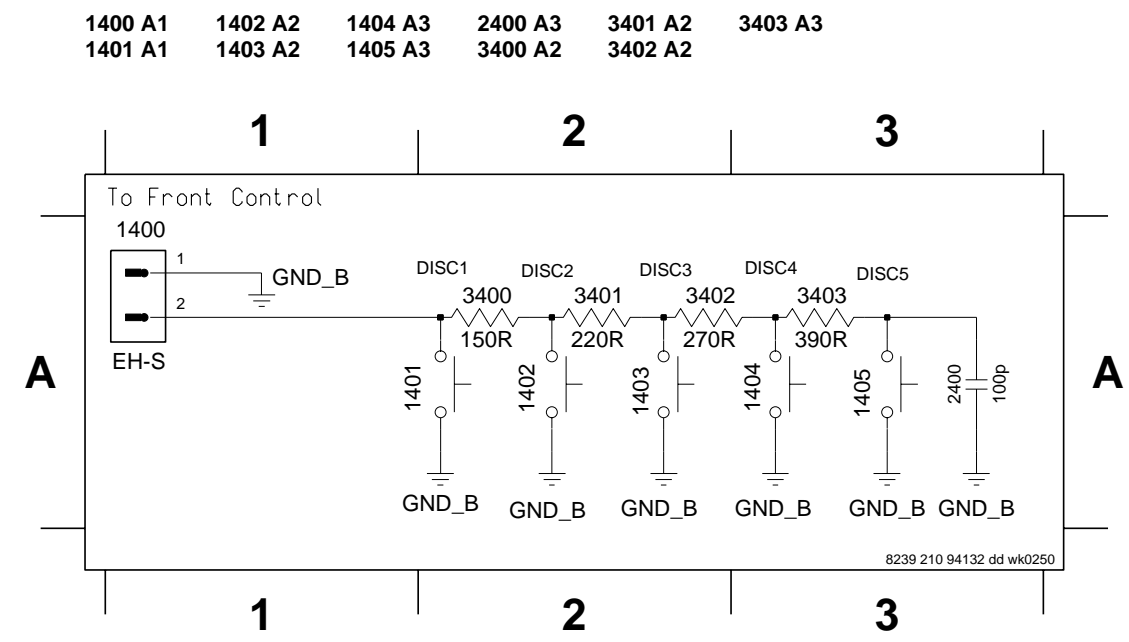 1400 A1 1402 A2 1404 A3 2400 A3 3401 A2 3403 A3
1401 A1 1403 A2 1405 A3 3400 A2 3402 A2
1 2 3
To Front Control
1400
1
GND_B
2
EH-S
DISC1 DISC2 DISC3 DISC4 DISC5
3400 3401 3402 3403
150R 220R 270R 390R
A A
1401 1402 1403 1404 1405 2400 100p
GND_B GND_B GND_B GND_B GND_B GND_B
8239 210 94132 dd wk0250
1 2 3